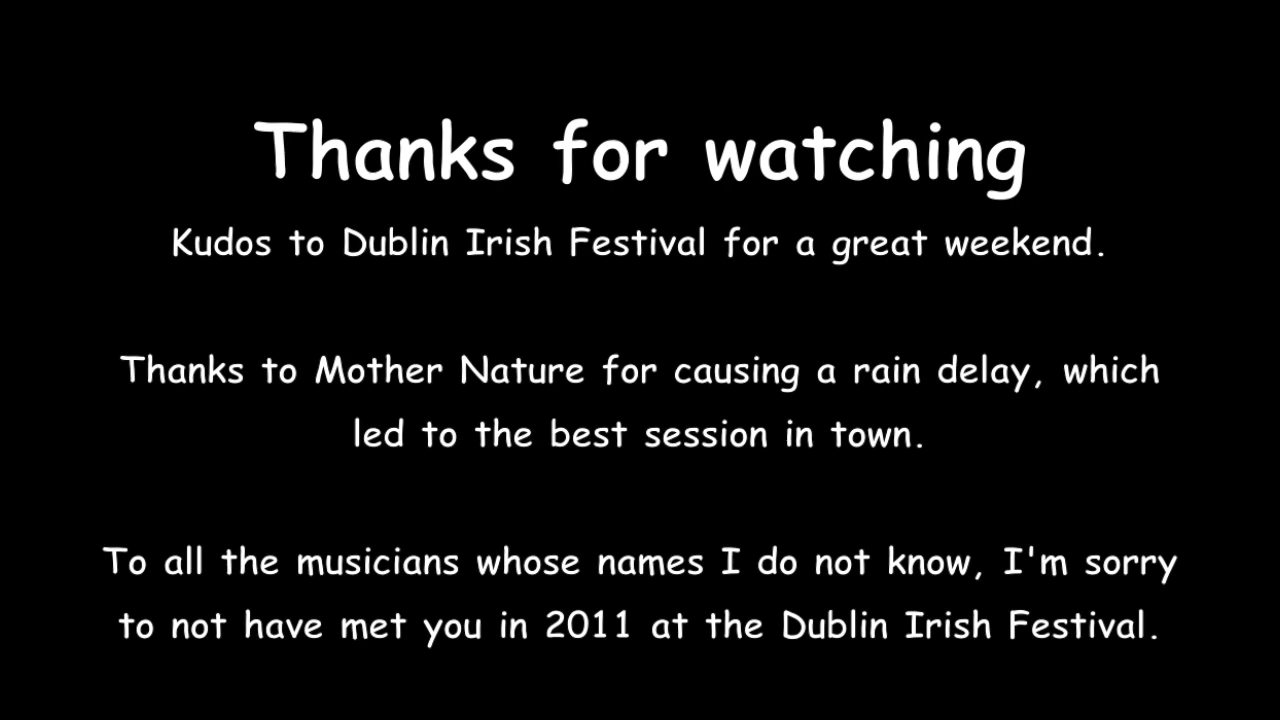 Thanks for watching
Kudos to Dublin Irish Festival for a great weekend.
Thanks to Mother Nature for causing a rain delay, which
led to the best session in town.
To all the musicians whose names I do not know, I'm sorry
to not have met you in 2011 at the Dublin Irish Festival.